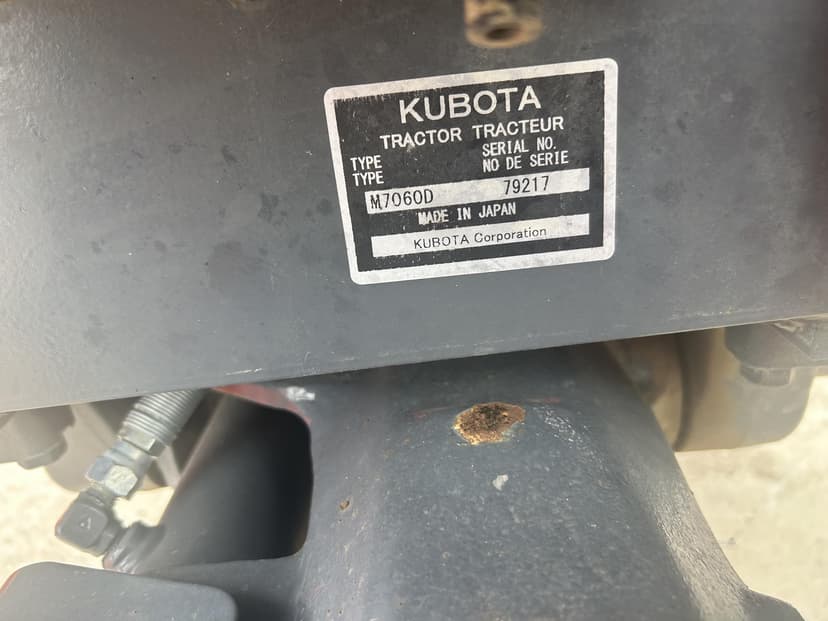 KUBOTA
TRACTOR TRACTEUR
TYPE SERIAL NO.
TYPE NO DE SERIE
M7060D 79217
MADE IN JAPAN
KUBOTA Corporation